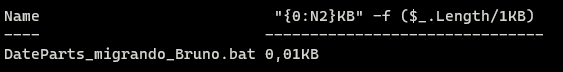 Name                           "{0:N2}KB" -f ($_.Length/1KB)
----                           -----------------------------
DateParts_migrando_Bruno.bat 0,01KB